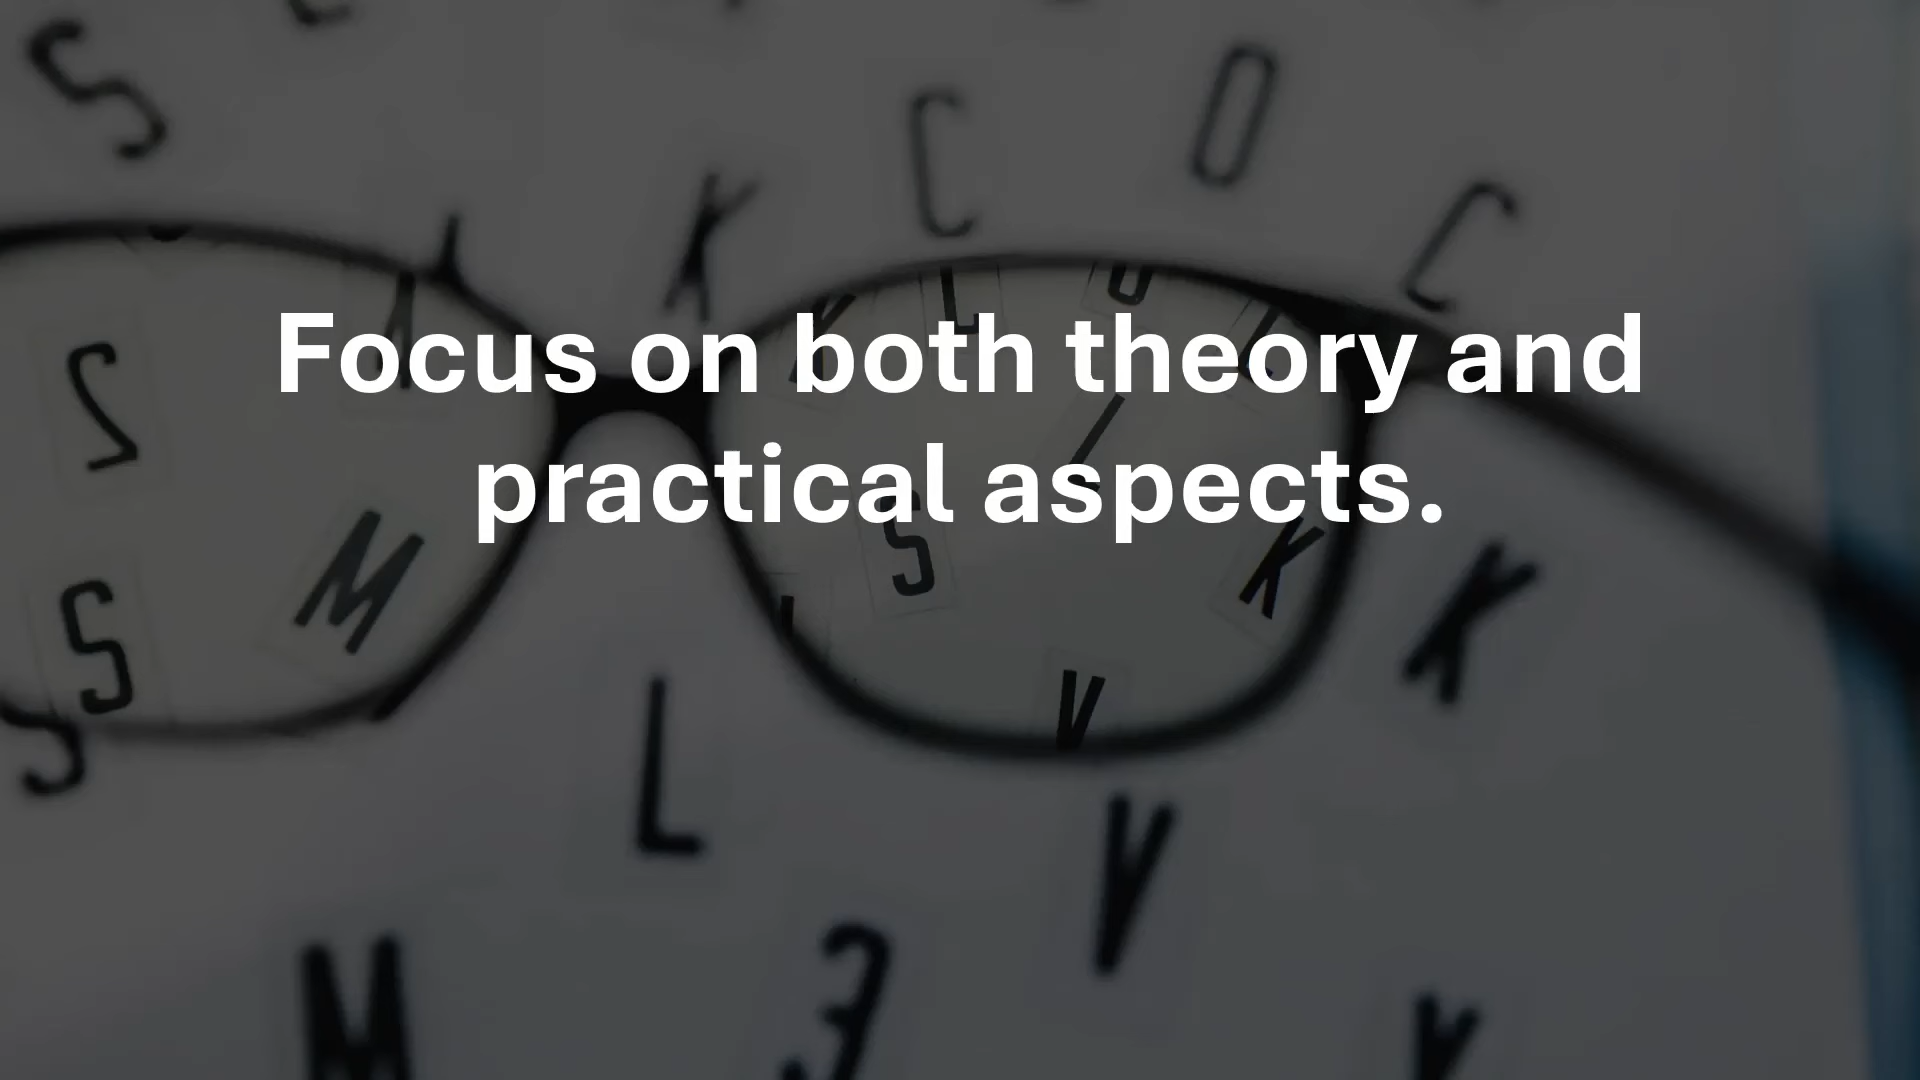 Focus on both theory and
practical aspects.